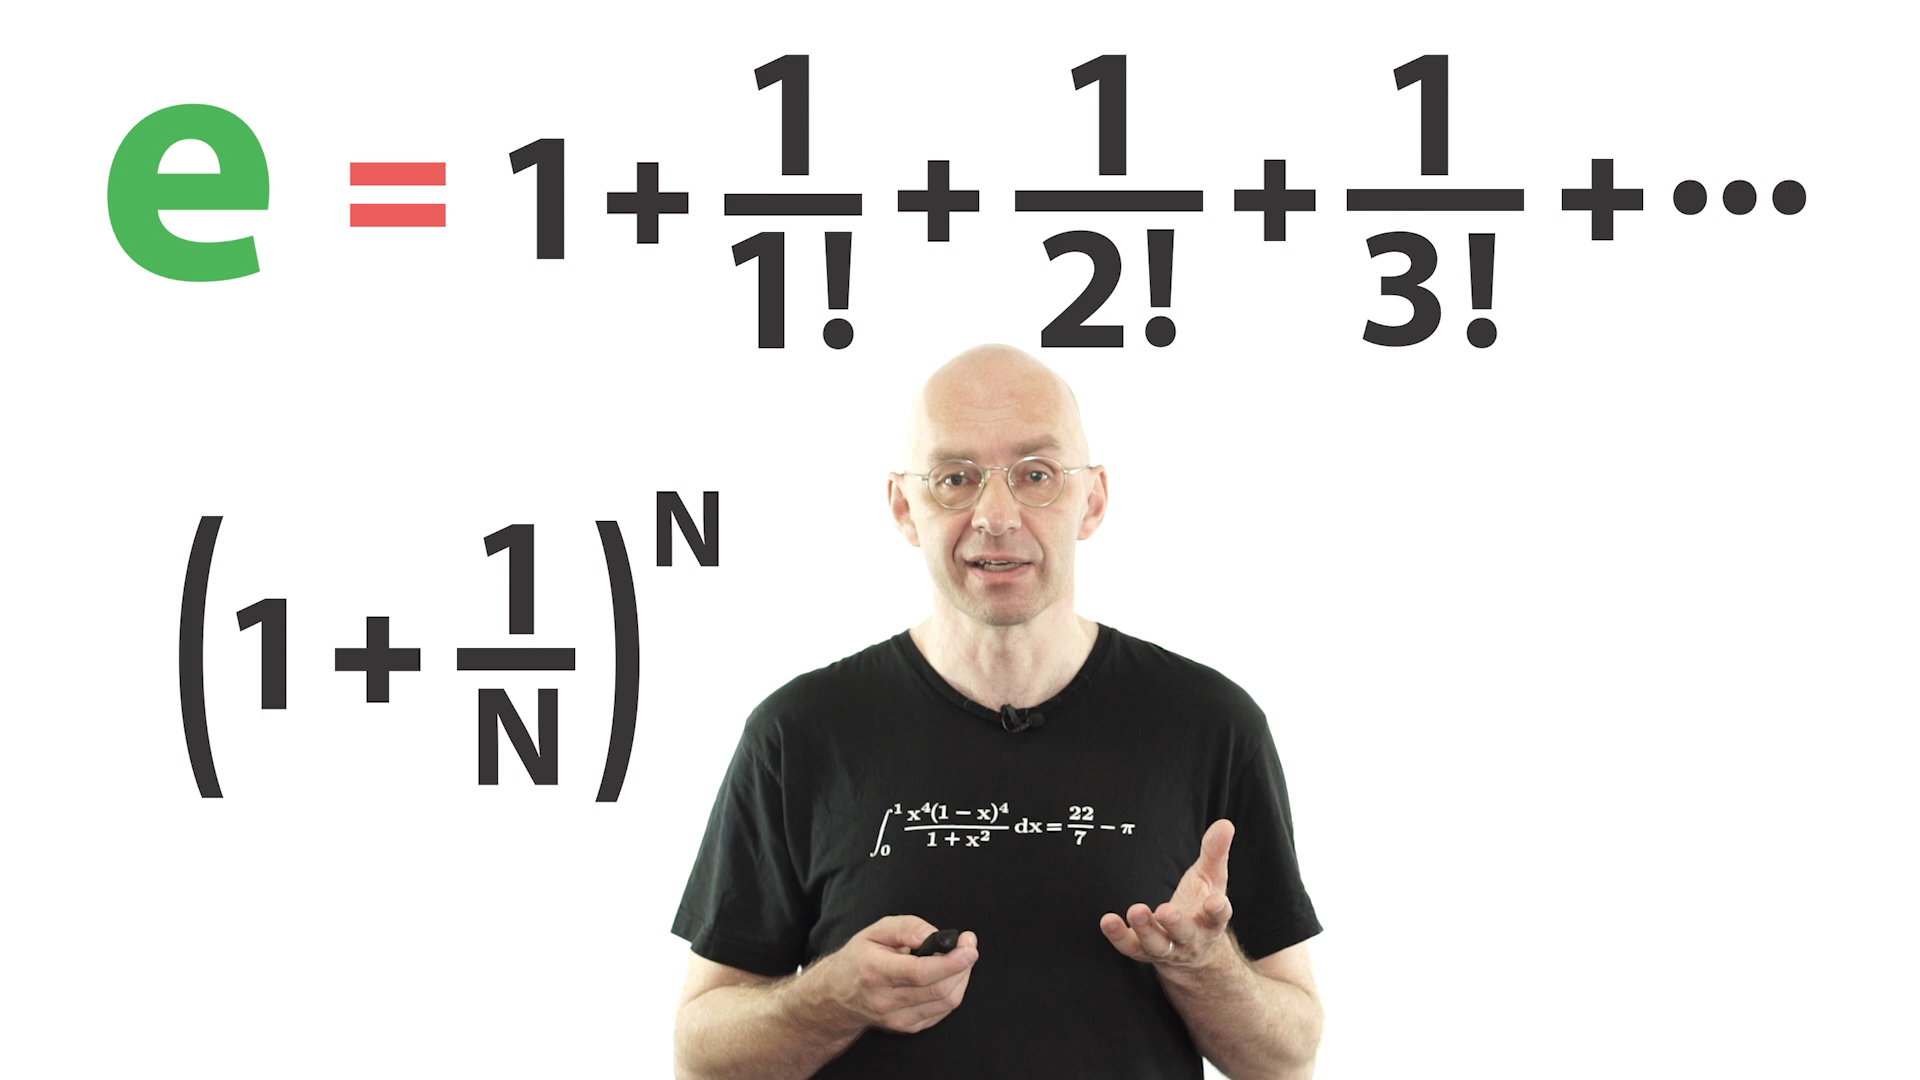 e = 1 + 1/1! + 1/2! + 1/3! + ⋯
(1 + 1/N)^N
∫₀¹ x⁴(1 − x)⁴/(1 + x²) dx = 22/7 − π